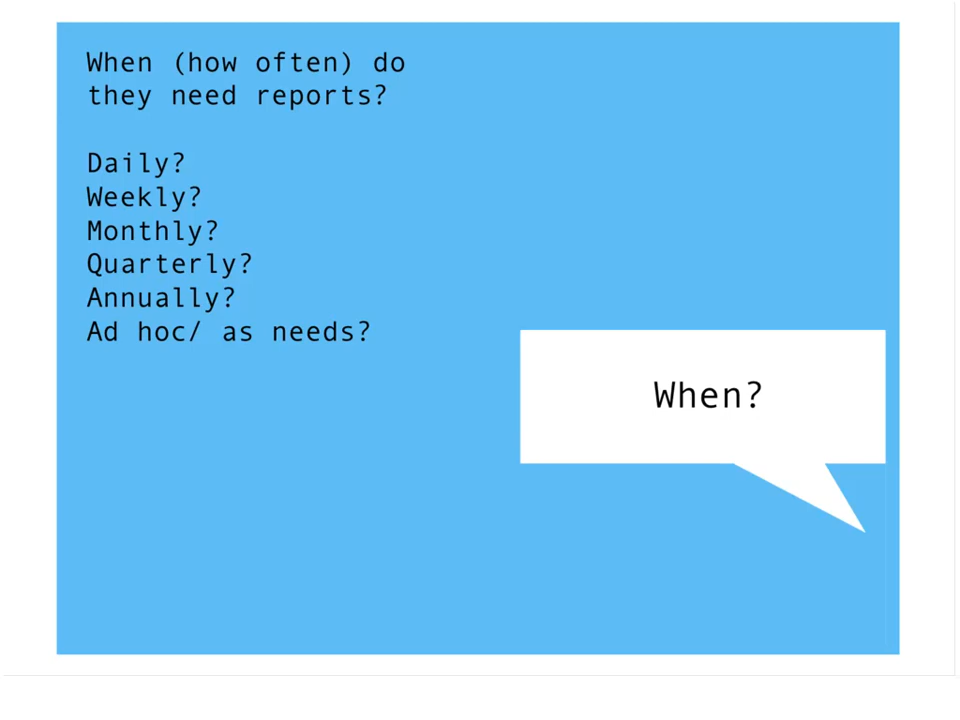 When (how often) do
they need reports?
Daily?
Weekly?
Monthly?
Quarterly?
Annually?
Ad hoc/ as needs?
When?